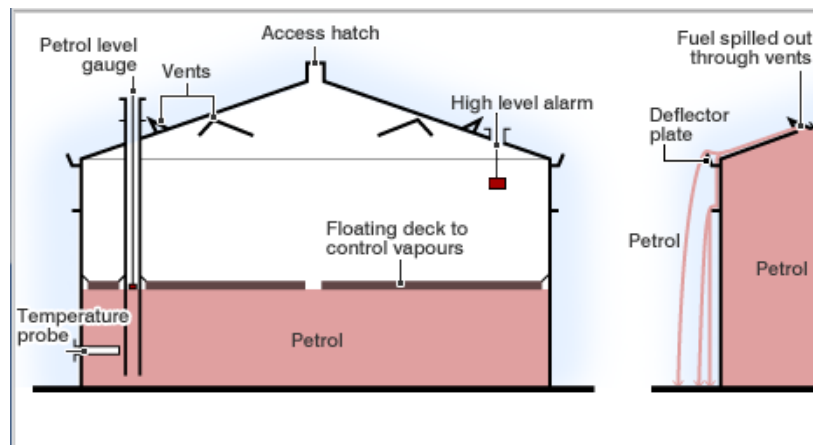 Petrol level
gauge
Vents
Access hatch
High level alarm
Floating deck to
control vapours
Temperature
probe
Petrol
Fuel spilled out
through vents
Deflector
plate
Petrol
Petrol